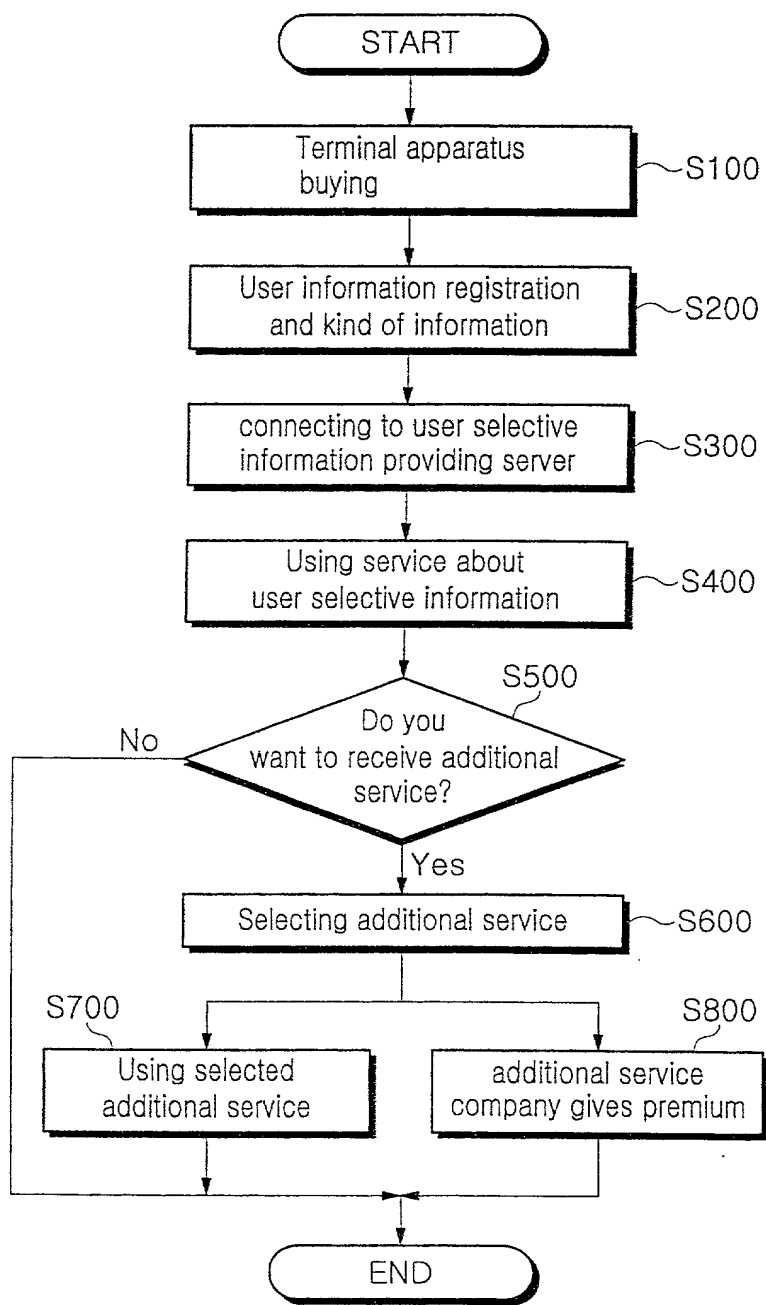 START
Terminal apparatus
buying
S100
User information registration
and kind of information
S200
connecting to user selective
information providing server
S300
Using service about
user selective information
S400
S500
Do you
want to receive additional
service?
No
Yes
Selecting additional service
S600
S700
Using selected
additional service
S800
additional service
company gives premium
END